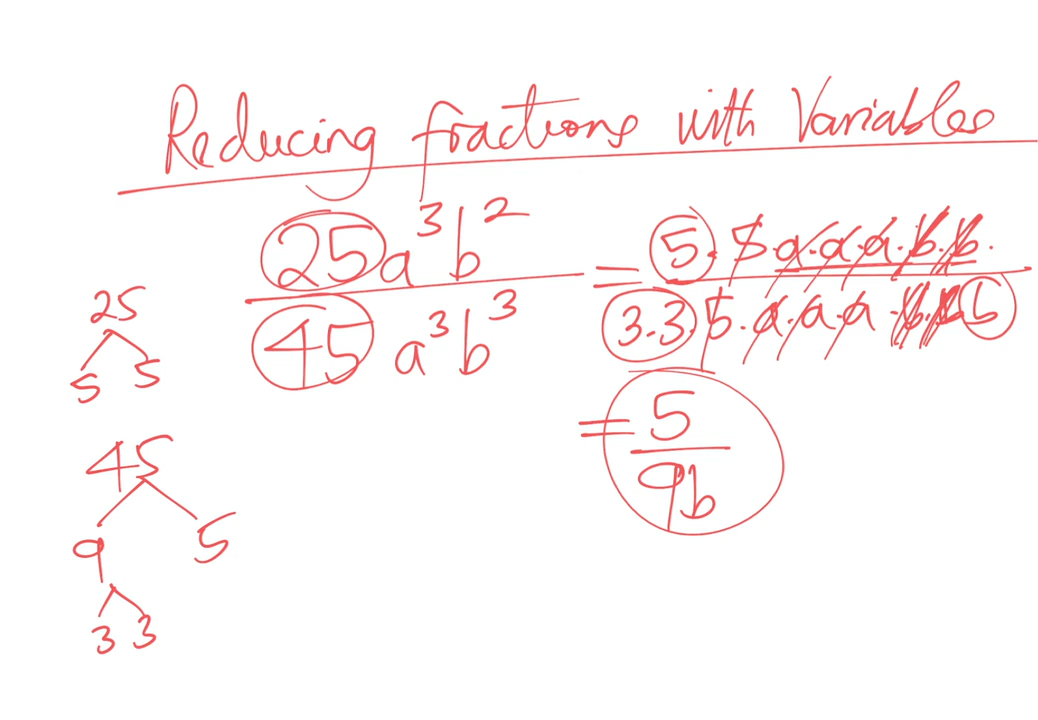 Reducing fractions with Variables
25a³b² = 5·5·a·a·a·b·b·
45a³b³ 3·3·5·a·a·a·b·b·b
= 5
9b
25
5 5
45
9 5
3 3